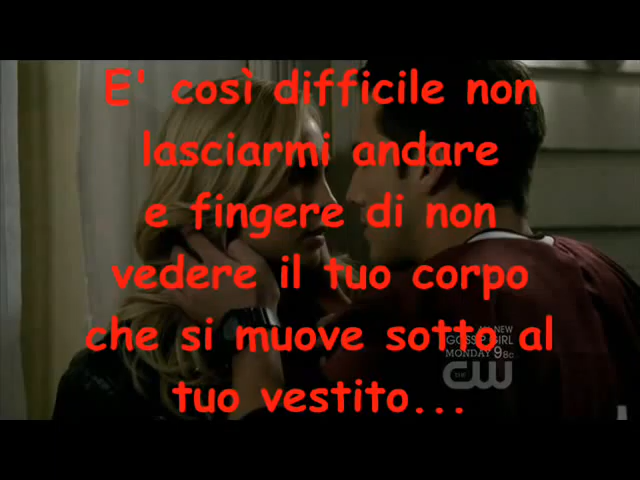 E' così difficile non
lasciarmi andare
e fingere di non
vedere il tuo corpo
che si muove sotto al
tuo vestito...
NEW
GOSSIP GIRL
MONDAY 9 8c
CW